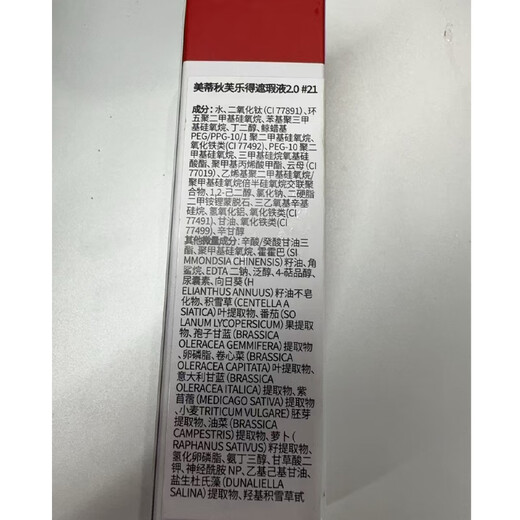 美蒂秋芙乐得遮瑕液2.0 #21
成分：水、二氧化钛(CI 77891)、环
五聚二甲基硅氧烷、苯基聚三甲
基硅氧烷、丁二醇、鲸蜡基
PEG/PPG-10/1 聚二甲基硅氧烷、
氧化铁类(CI 77492)、PEG-10 聚二
甲基硅氧烷、三甲基硅烷氧基硅
酸酯、聚甲基丙烯酸甲酯、云母(CI
77019)、乙烯基聚二甲基硅氧烷/
聚甲基硅氧烷倍半硅氧烷交联聚
合物、1,2-己二醇、氯化钠、二硬脂
二甲铵锂蒙脱石、三乙氧基辛基
硅烷、氢氧化铝、氧化铁类(CI
77491)、甘油、氧化铁类(CI
77499)、辛甘醇
其他微量成分：辛酸/癸酸甘油三
酯、聚甲基硅氧烷、霍霍巴(SI
MMONDSIA CHINENSIS) 籽油、角
鲨烷、EDTA 二钠、泛醇、4-萜品醇、
尿囊素、向日葵(H
ELIANTHUS ANNUUS) 籽油不皂
化物、积雪草(CENTELLA A
SIATICA)叶提取物、番茄(SO
LANUM LYCOPERSICUM) 果提取
物、孢子甘蓝(BRASSICA
OLERACEA GEMMIFERA) 提取物
、卵磷脂、卷心菜(BRASSICA
OLERACEA CAPITATA) 叶提取物、
意大利甘蓝(BRASSICA
OLERACEA ITALICA) 提取物、紫
苜蓿(MEDICAGO SATIVA) 提取物
、小麦(TRITICUM VULGARE) 胚芽
提取物、油菜(BRASSICA
CAMPESTRIS) 提取物、萝卜(
RAPHANUS SATIVUS) 籽提取物、
氢化卵磷脂、氨丁三醇、甘草酸二
钾、神经酰胺 NP、乙基己基甘油、
盐生杜氏藻(DUNALIELLA
SALINA) 提取物、羟基积雪草甙